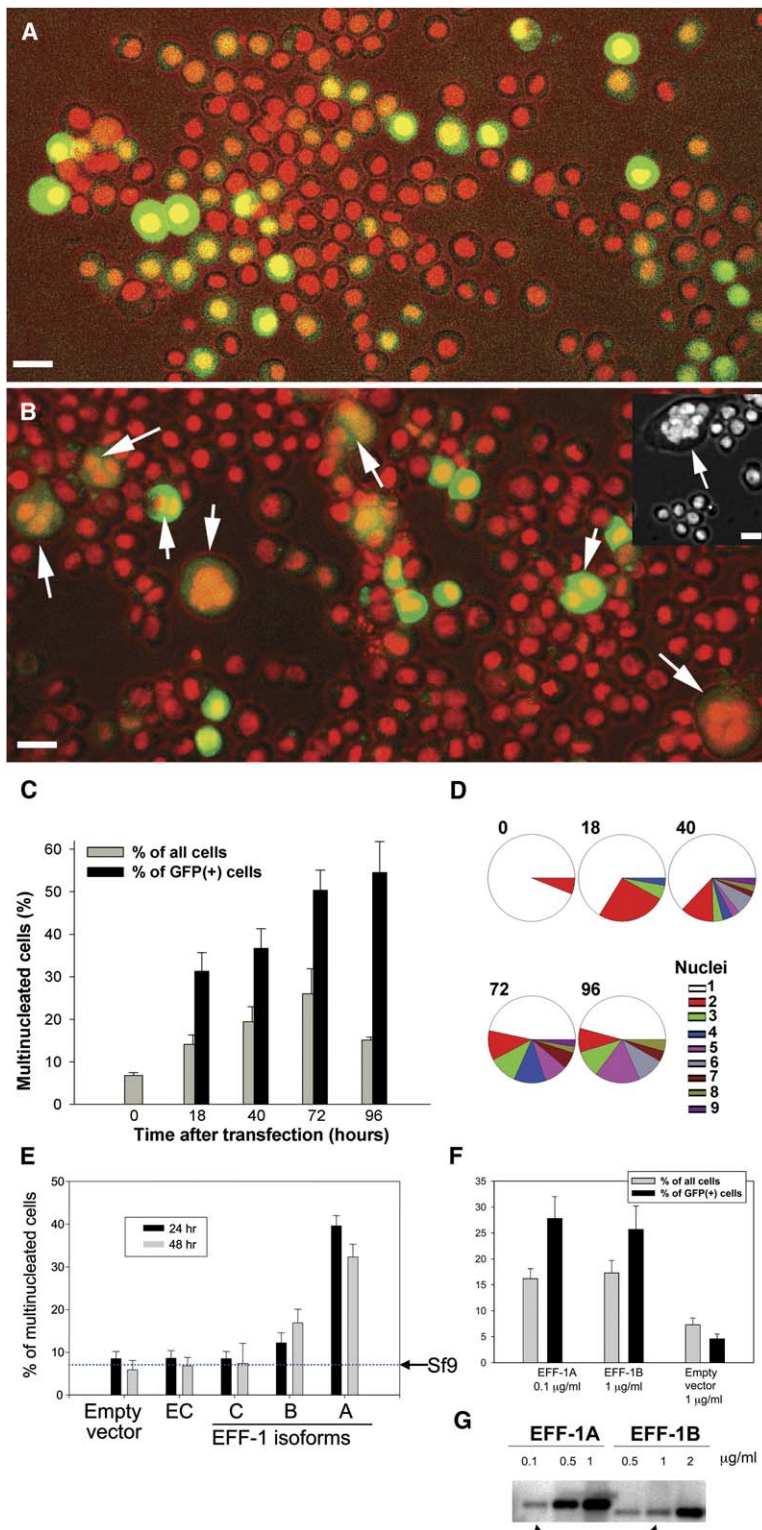 A
B
C
% of all cells
% of GFP(+) cells
Multinucleated cells (%)
60
50
40
30
20
10
0
0 18 40 72 96
Time after transfection (hours)
D
0 18 40
72 96
Nuclei
1
2
3
4
5
6
7
8
9
E
% of multinucleated cells
50
40
30
20
10
0
24 hr
48 hr
Sf9
Empty vector
EC
C B A
EFF-1 isoforms
F
% of all cells
% of GFP(+) cells
35
30
25
20
15
10
5
0
EFF-1A
0.1 µg/ml
EFF-1B
1 µg/ml
Empty
vector
1 µg/ml
G
EFF-1A EFF-1B
0.1 0.5 1 0.5 1 2 µg/ml